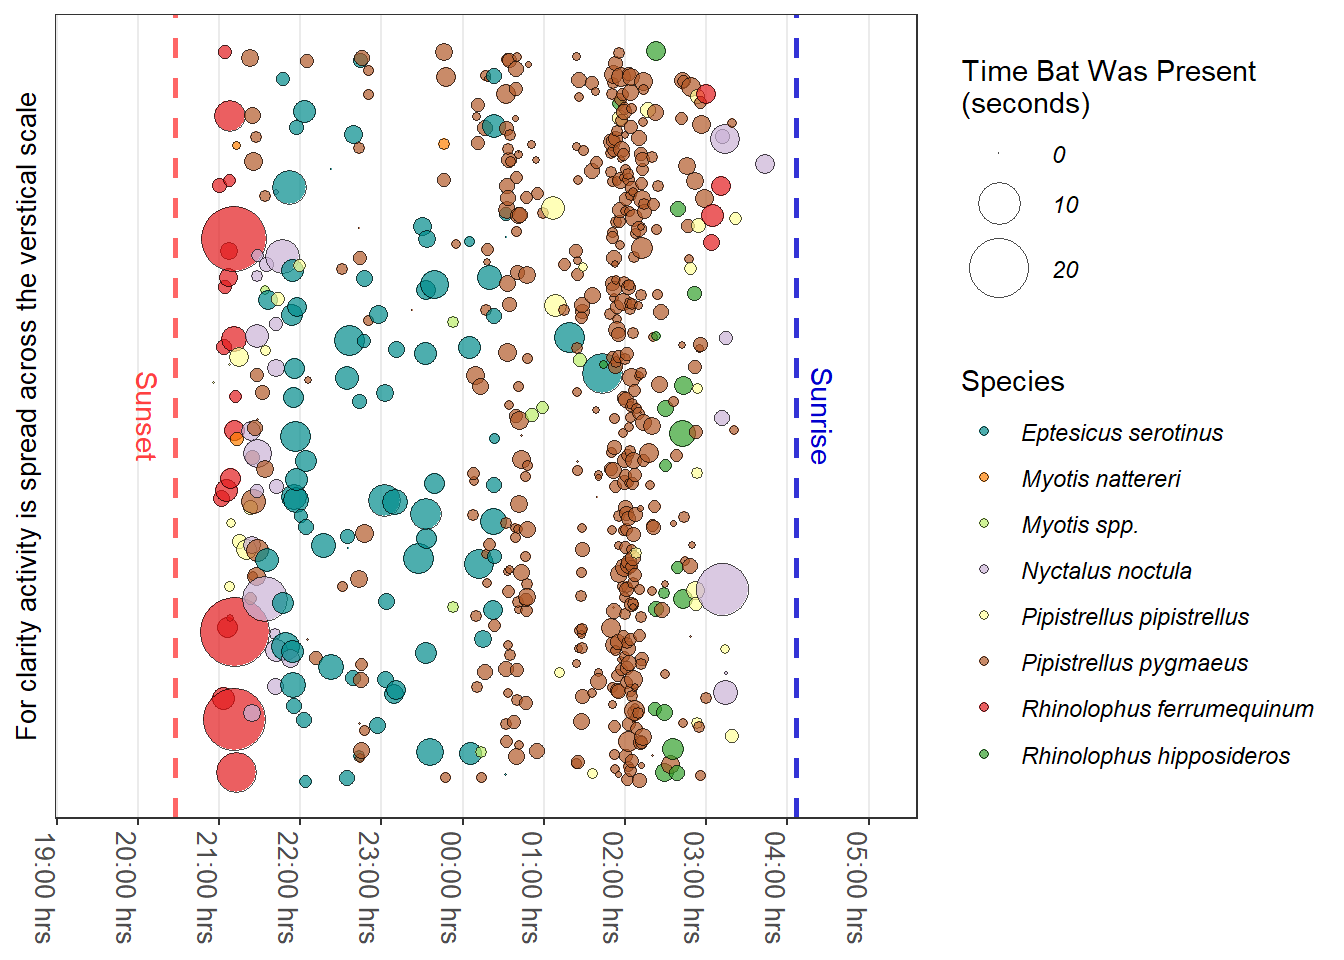 For clarity activity is spread across the verstical scale
Sunset
Sunrise
19:00 hrs
20:00 hrs
21:00 hrs
22:00 hrs
23:00 hrs
00:00 hrs
01:00 hrs
02:00 hrs
03:00 hrs
04:00 hrs
05:00 hrs
Time Bat Was Present
(seconds)
0
10
20
Species
Eptesicus serotinus
Myotis nattereri
Myotis spp.
Nyctalus noctula
Pipistrellus pipistrellus
Pipistrellus pygmaeus
Rhinolophus ferrumequinum
Rhinolophus hipposideros